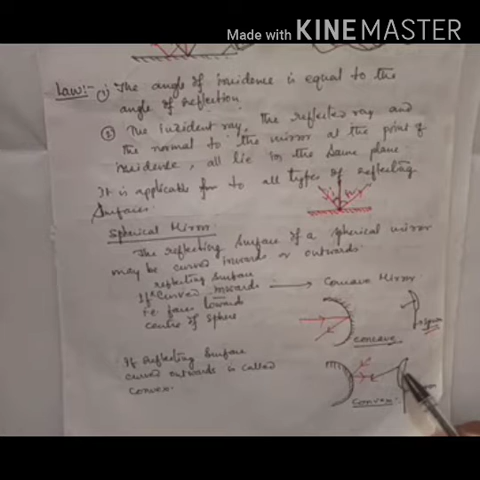 Made with KINEMASTER
Law:- 1) The angle of incidence is equal to the
angle of reflection.
2) The incident ray, the reflected ray and
the normal to the mirror at the point of
incidence, all lie in the same plane.
It is applicable for to all types of reflecting
surfaces.
Spherical Mirror
The reflecting surface of a spherical mirror
may be curved inwards or outwards.
reflecting surface
If curved inwards → Concave Mirror
i.e faces towards
centre of sphere
concave
If reflecting surface
curved outwards is called
convex.
convex